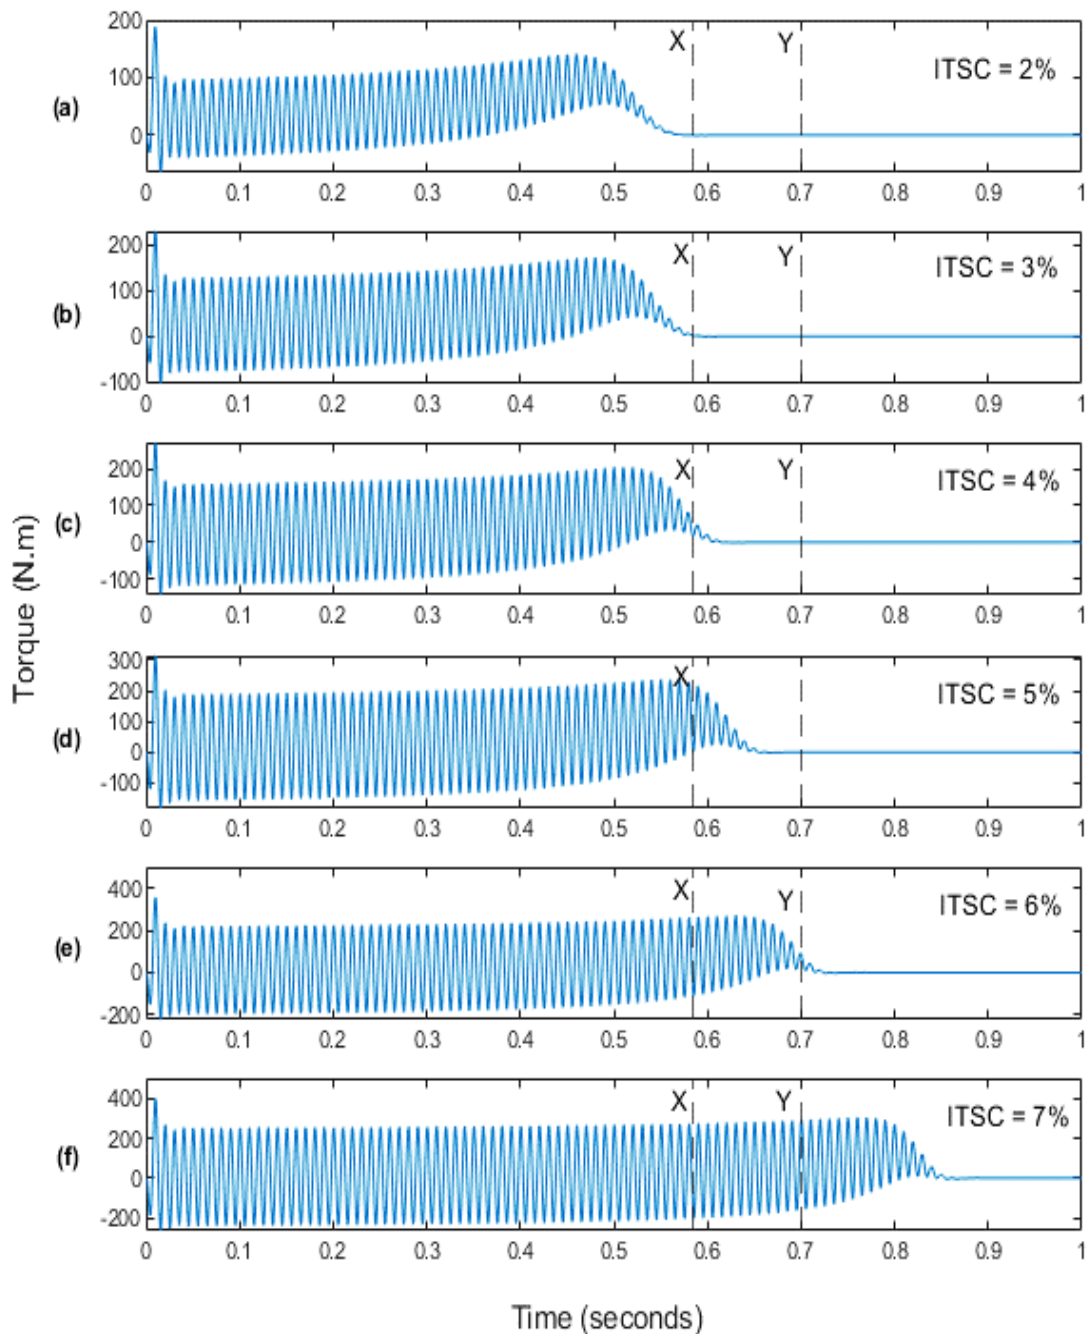 200
X
Y
ITSC = 2%
100
(a)
0
0 0.1 0.2 0.3 0.4 0.5 0.6 0.7 0.8 0.9 1
200
X
Y
ITSC = 3%
100
(b)
0
-100
0 0.1 0.2 0.3 0.4 0.5 0.6 0.7 0.8 0.9 1
200
X
Y
ITSC = 4%
100
(c)
0
-100
0 0.1 0.2 0.3 0.4 0.5 0.6 0.7 0.8 0.9 1
Torque (N.m)
300
X
ITSC = 5%
200
100
(d)
0
-100
0 0.1 0.2 0.3 0.4 0.5 0.6 0.7 0.8 0.9 1
400
X
Y
ITSC = 6%
200
(e)
0
-200
0 0.1 0.2 0.3 0.4 0.5 0.6 0.7 0.8 0.9 1
400
X
Y
ITSC = 7%
200
(f)
0
-200
0 0.1 0.2 0.3 0.4 0.5 0.6 0.7 0.8 0.9 1
Time (seconds)